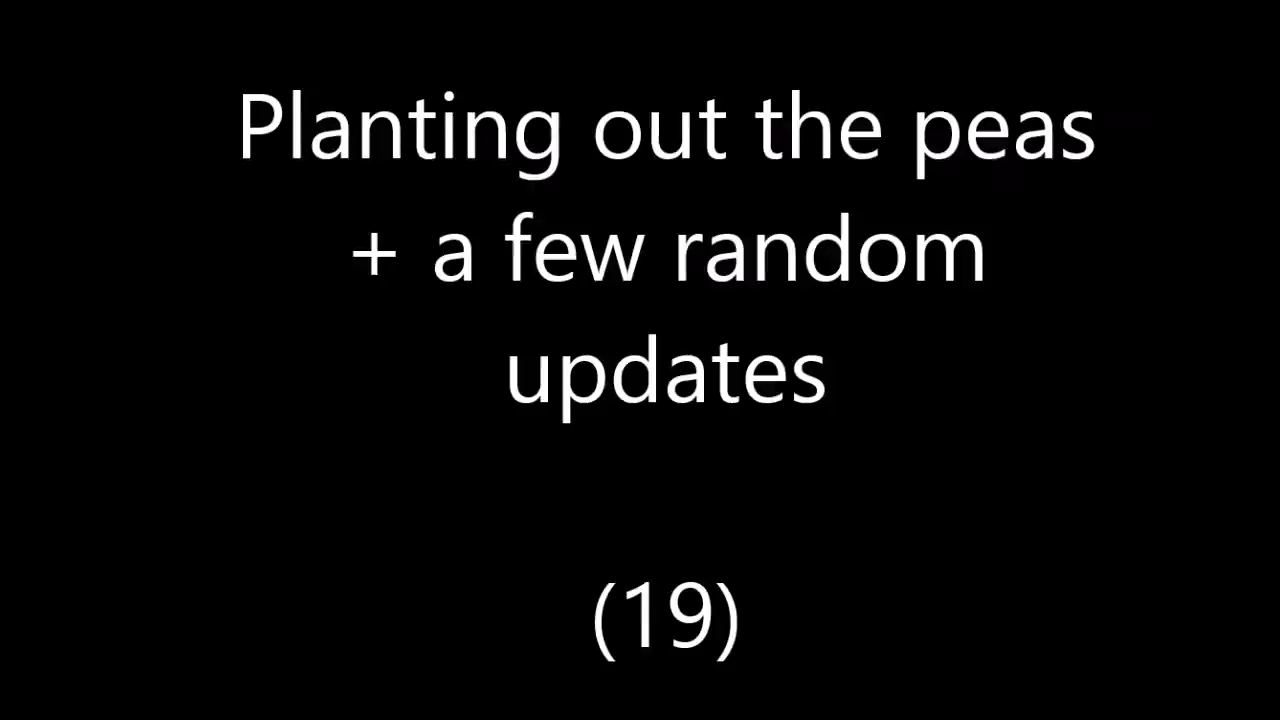 Planting out the peas
+ a few random
updates
(19)